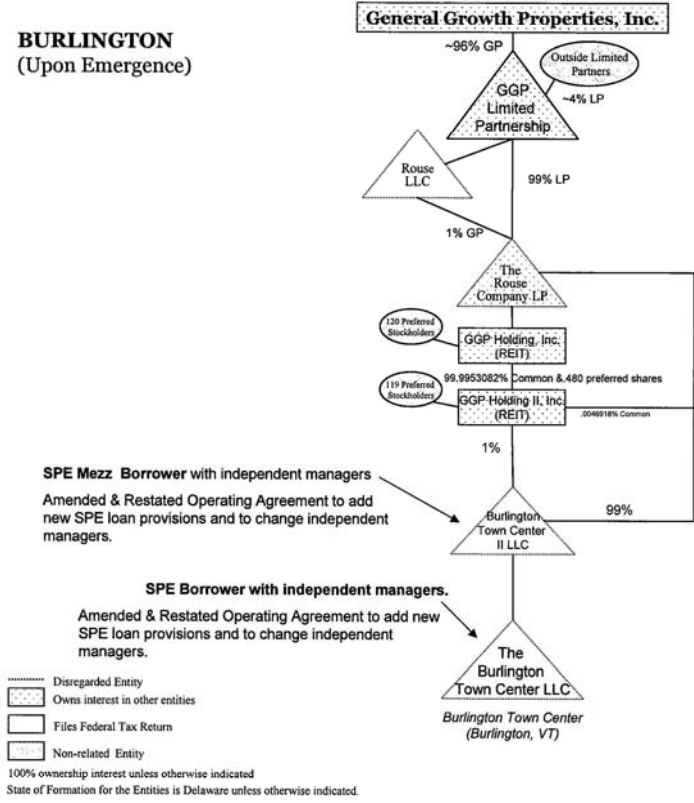 General Growth Properties, Inc.
BURLINGTON
(Upon Emergence)
~96% GP
Outside Limited
Partners
GGP
Limited
Partnership
~4% LP
Rouse
LLC
99% LP
1% GP
The
Rouse
Company LP
120 Preferred
Stockholders
GGP Holding, Inc.
(REIT)
99.9953082% Common & 480 preferred shares
119 Preferred
Stockholders
GGP Holding II, Inc.
(REIT)
.0046918% Common
1%
SPE Mezz Borrower with independent managers
Amended & Restated Operating Agreement to add
new SPE loan provisions and to change independent
managers.
Burlington
Town Center
II LLC
99%
SPE Borrower with independent managers.
Amended & Restated Operating Agreement to add new
SPE loan provisions and to change independent
managers.
The
Burlington
Town Center LLC
Burlington Town Center
(Burlington, VT)
Disregarded Entity
Owns interest in other entities
Files Federal Tax Return
Non-related Entity
100% ownership interest unless otherwise indicated
State of Formation for the Entities is Delaware unless otherwise indicated.